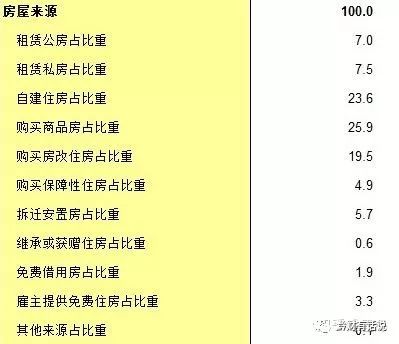 房屋来源 100.0
租赁公房占比重 7.0
租赁私房占比重 7.5
自建住房占比重 23.6
购买商品房占比重 25.9
购买房改住房占比重 19.5
购买保障性住房占比重 4.9
拆迁安置房占比重 5.7
继承或获赠住房占比重 0.6
免费借用房占比重 1.9
雇主提供免费住房占比重 3.3
其他来源占比重